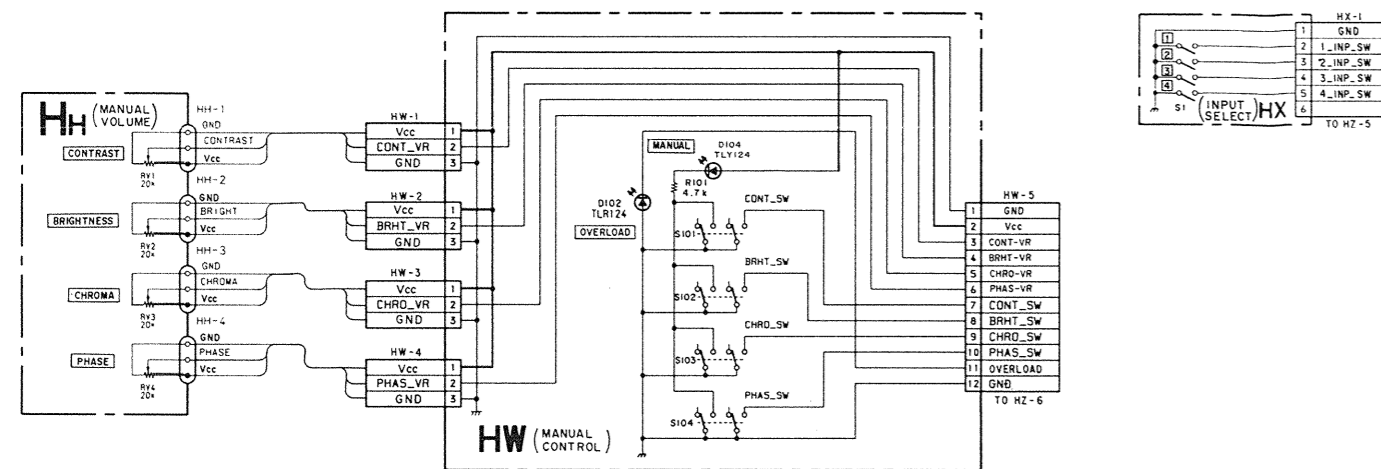 HH (MANUAL VOLUME)
HH-1
GND
CONTRAST
Vcc
CONTRAST
RV1
20k
HH-2
GND
BRIGHT
Vcc
BRIGHTNESS
RV2
20k
HH-3
GND
CHROMA
Vcc
CHROMA
RV3
20k
HH-4
GND
PHASE
Vcc
PHASE
RV4
20k
HW-1
Vcc 1
CONT_VR 2
GND 3
HW-2
Vcc 1
BRHT_VR 2
GND 3
HW-3
Vcc 1
CHRO_VR 2
GND 3
HW-4
Vcc 1
PHAS_VR 2
GND 3
HW (MANUAL CONTROL)
MANUAL
D104
TLY124
R101
4.7k
D102
TLR124
OVERLOAD
CONT_SW
S101
BRHT_SW
S102
CHRO_SW
S103
PHAS_SW
S104
HW-5
1 GND
2 Vcc
3 CONT-VR
4 BRHT-VR
5 CHRO-VR
6 PHAS-VR
7 CONT_SW
8 BRHT_SW
9 CHRO_SW
10 PHAS_SW
11 OVERLOAD
12 GND
TO HZ-6
1
2
3
4
S1
(INPUT SELECT) HX
HX-1
1 GND
2 1_INP_SW
3 2_INP_SW
4 3_INP_SW
5 4_INP_SW
6
TO HZ-5